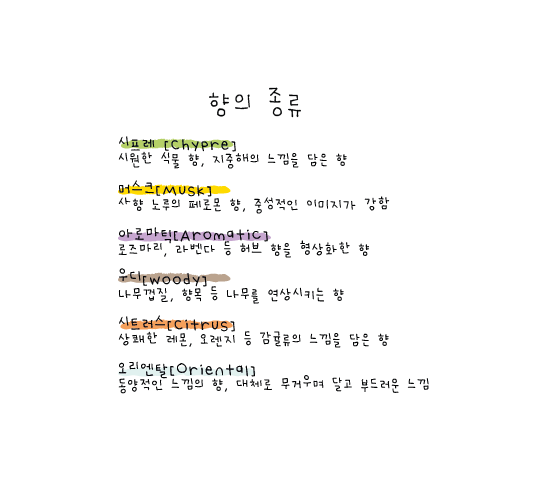 향의 종류
시프레 [Chypre]
시원한 식물 향, 지중해의 느낌을 담은 향
머스크[Musk]
사향 노루의 페로몬 향, 중성적인 이미지가 강함
아로마틱[Aromatic]
로즈마리, 라벤다 등 허브 향을 형상화한 향
우디[woody]
나무껍질, 향목 등 나무를 연상시키는 향
시트러스[Citrus]
상쾌한 레몬, 오렌지 등 감귤류의 느낌을 담은 향
오리엔탈[Oriental]
동양적인 느낌의 향, 대체로 무거우며 달고 부드러운 느낌